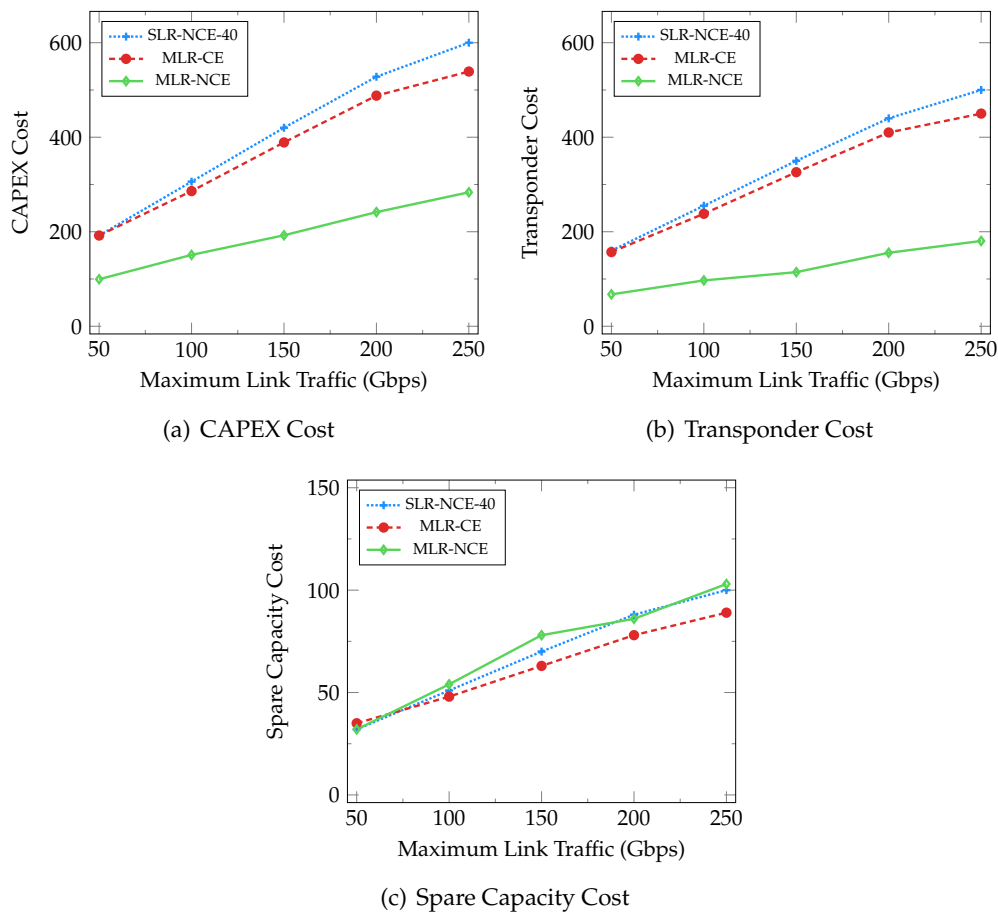 SLR-NCE-40
MLR-CE
MLR-NCE
600
400
200
0
CAPEX Cost
50 100 150 200 250
Maximum Link Traffic (Gbps)
(a) CAPEX Cost
SLR-NCE-40
MLR-CE
MLR-NCE
600
400
200
0
Transponder Cost
50 100 150 200 250
Maximum Link Traffic (Gbps)
(b) Transponder Cost
SLR-NCE-40
MLR-CE
MLR-NCE
150
100
50
0
Spare Capacity Cost
50 100 150 200 250
Maximum Link Traffic (Gbps)
(c) Spare Capacity Cost